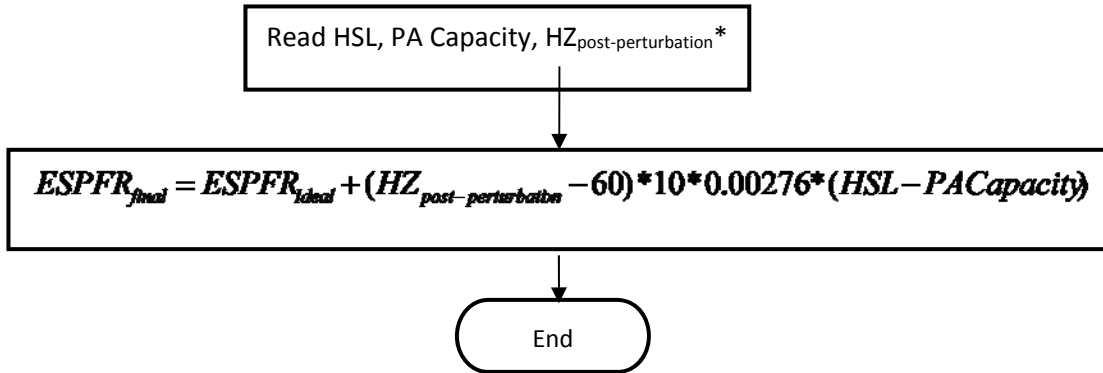 Read HSL, PA Capacity, HZpost-perturbation*
ESPFRfinal = ESPFRIdeal + (HZpost-perturbation − 60)*10*0.00276*(HSL − PACapacity)
End